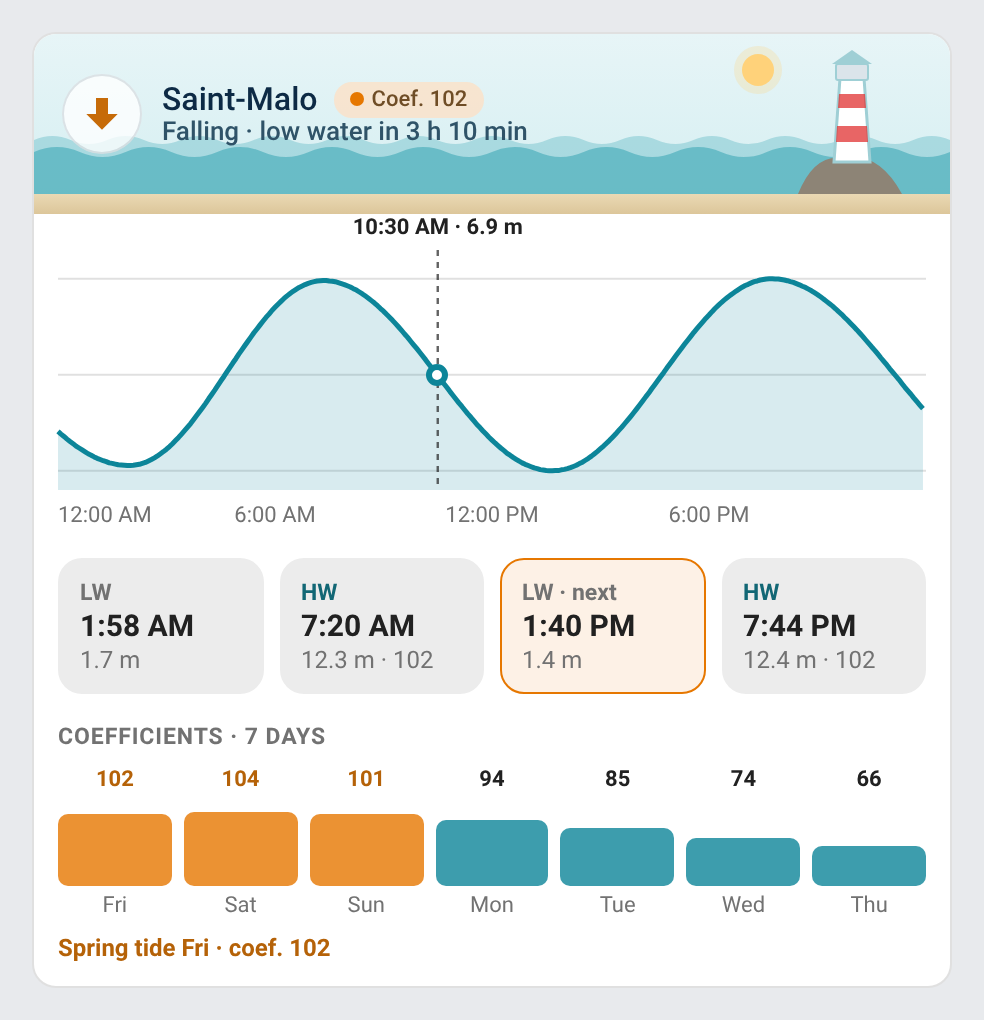 Saint-Malo
Coef. 102
Falling · low water in 3 h 10 min
10:30 AM · 6.9 m
12:00 AM 6:00 AM 12:00 PM 6:00 PM
LW
1:58 AM
1.7 m
HW
7:20 AM
12.3 m · 102
LW · next
1:40 PM
1.4 m
HW
7:44 PM
12.4 m · 102
COEFFICIENTS · 7 DAYS
102 104 101 94 85 74 66
Fri Sat Sun Mon Tue Wed Thu
Spring tide Fri · coef. 102